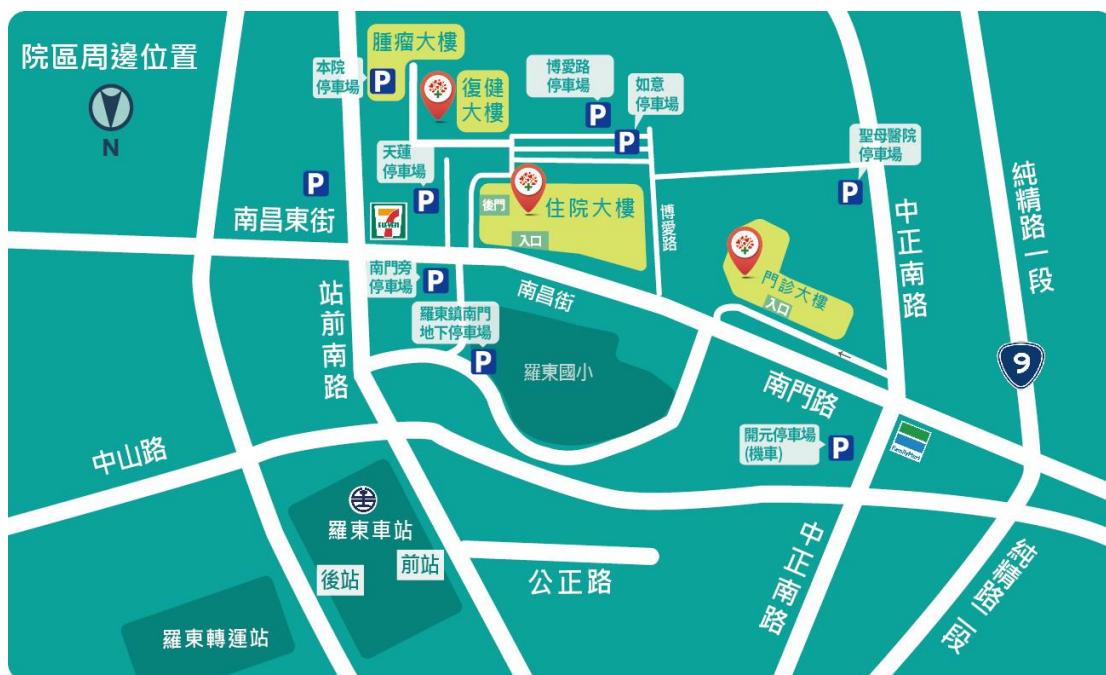 院區周邊位置
N
腫瘤大樓
本院
停車場
P
復健
大樓
博愛路
停車場
P
如意
停車場
P
聖母醫院
停車場
P
天蓮
停車場
P
P
南昌東街
7
ELEVEn
後門
住院大樓
入口
博愛路
門診大樓
入口
←
中正南路
純精路一段
9
南門旁
停車場
P
南昌街
羅東鎮南門
地下停車場
P
站前南路
羅東國小
南門路
開元停車場
(機車)
P
FamilyMart
中山路
羅東車站
前站
後站
公正路
中正南路
純精路二段
羅東轉運站